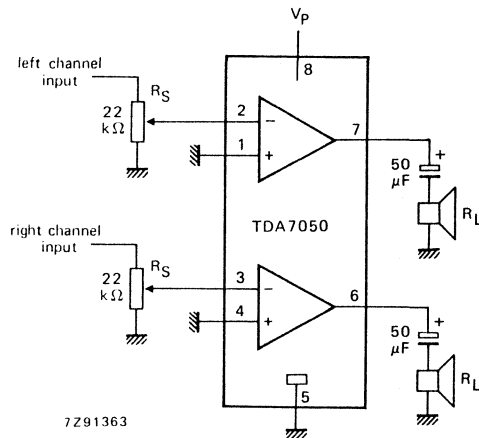 V_P
8
left channel
input
R_S
22
kΩ
2
−
1
+
7
+
50
μF
R_L
TDA7050
right channel
input
R_S
22
kΩ
3
−
4
+
6
+
50
μF
R_L
5
7Z91363